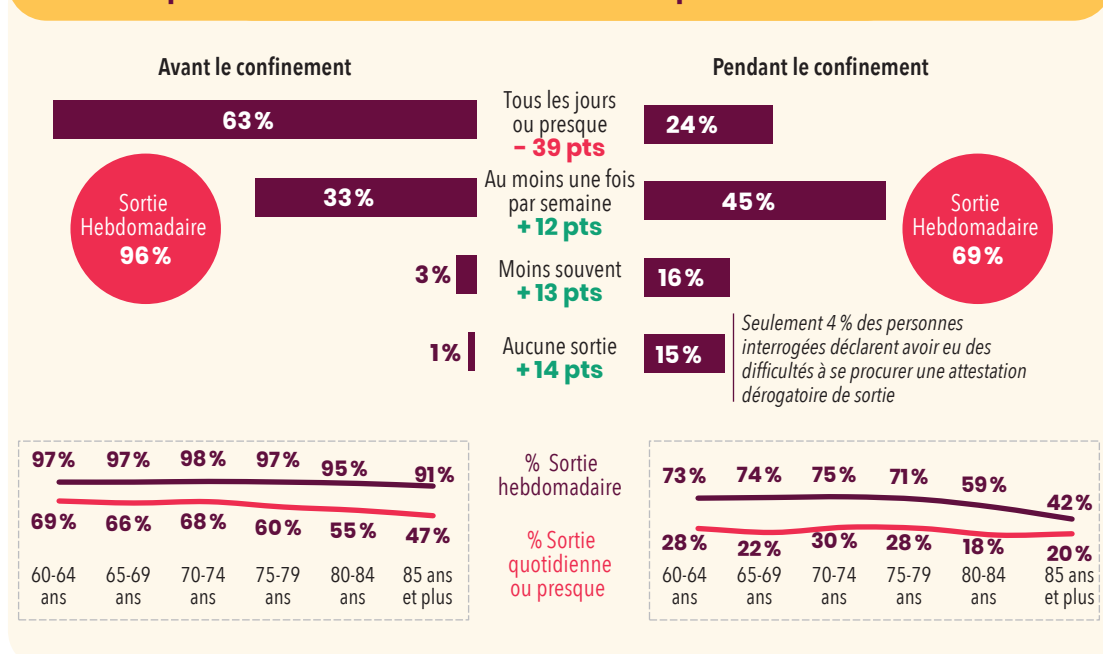 Avant le confinement
Pendant le confinement
63%
Tous les jours
ou presque
- 39 pts
24%
Sortie
Hebdomadaire
96%
33%
Au moins une fois
par semaine
+ 12 pts
45%
Sortie
Hebdomadaire
69%
3%
Moins souvent
+ 13 pts
16%
1%
Aucune sortie
+ 14 pts
15%
Seulement 4 % des personnes
interrogées déclarent avoir eu des
difficultés à se procurer une attestation
dérogatoire de sortie
97% 97% 98% 97% 95% 91%
69% 66% 68% 60% 55% 47%
60-64 65-69 70-74 75-79 80-84 85 ans
ans ans ans ans ans et plus
% Sortie
hebdomadaire
% Sortie
quotidienne
ou presque
73% 74% 75% 71% 59% 42%
28% 22% 30% 28% 18% 20%
60-64 65-69 70-74 75-79 80-84 85 ans
ans ans ans ans ans et plus